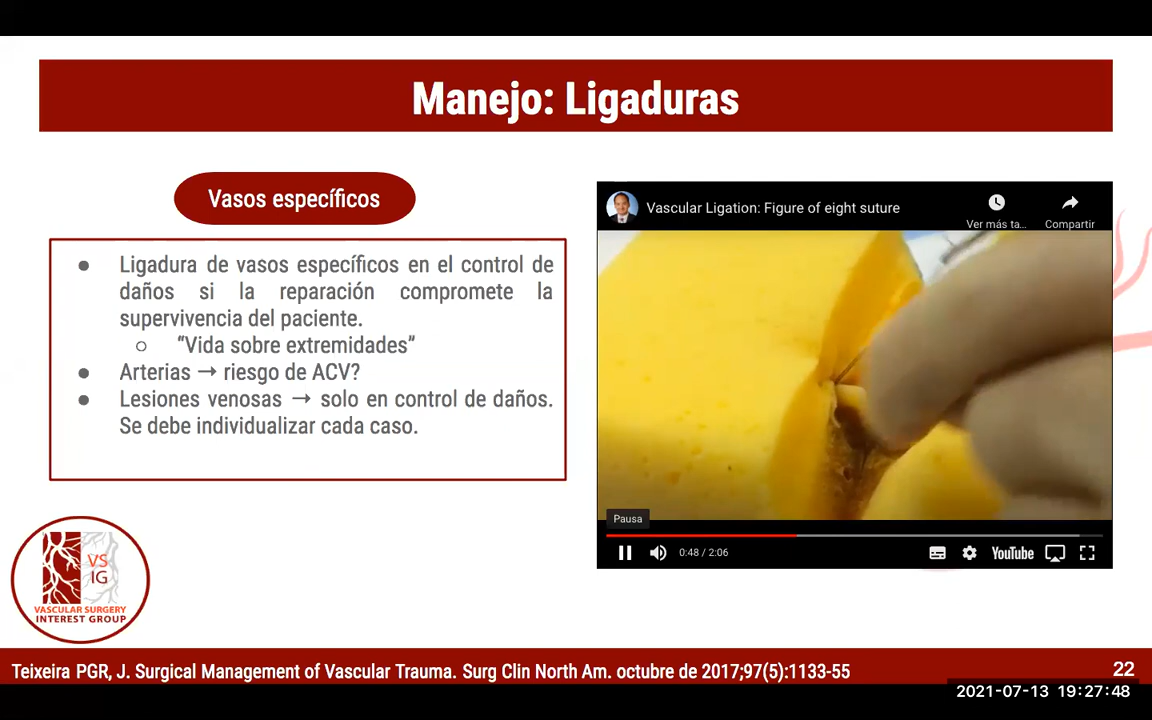 Manejo: Ligaduras
Vasos específicos
● Ligadura de vasos específicos en el control de
daños si la reparación compromete la
supervivencia del paciente.
○ “Vida sobre extremidades”
● Arterias → riesgo de ACV?
● Lesiones venosas → solo en control de daños.
Se debe individualizar cada caso.
Vascular Ligation: Figure of eight suture
Ver más ta...
Compartir
Pausa
0:48 / 2:06
YouTube
VS
IG
VASCULAR SURGERY
INTEREST GROUP
Teixeira PGR, J. Surgical Management of Vascular Trauma. Surg Clin North Am. octubre de 2017;97(5):1133-55
22
2021-07-13 19:27:48